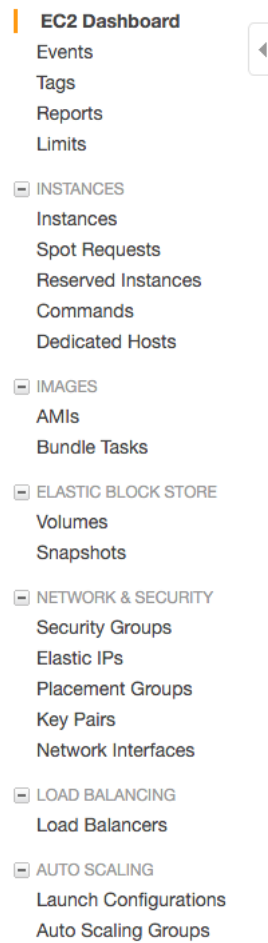 EC2 Dashboard
Events
Tags
Reports
Limits
INSTANCES
Instances
Spot Requests
Reserved Instances
Commands
Dedicated Hosts
IMAGES
AMIs
Bundle Tasks
ELASTIC BLOCK STORE
Volumes
Snapshots
NETWORK & SECURITY
Security Groups
Elastic IPs
Placement Groups
Key Pairs
Network Interfaces
LOAD BALANCING
Load Balancers
AUTO SCALING
Launch Configurations
Auto Scaling Groups